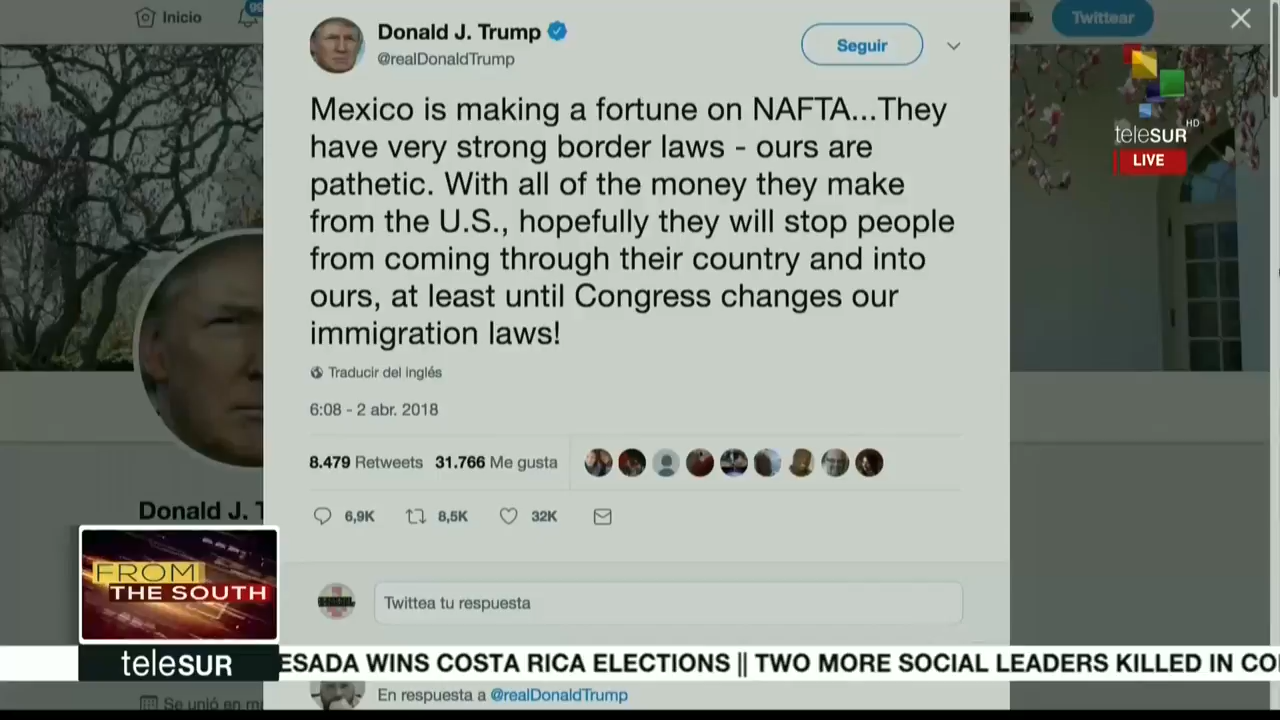 Inicio
99
Donald J. Trump
@realDonaldTrump
Seguir
Twittear
teleSUR HD
LIVE
Mexico is making a fortune on NAFTA...They
have very strong border laws - ours are
pathetic. With all of the money they make
from the U.S., hopefully they will stop people
from coming through their country and into
ours, at least until Congress changes our
immigration laws!
Traducir del inglés
6:08 - 2 abr. 2018
8.479 Retweets 31.766 Me gusta
6,9K 8,5K 32K
Donald J. T
FROM
THE SOUTH
Twittea tu respuesta
teleSUR
ESADA WINS COSTA RICA ELECTIONS || TWO MORE SOCIAL LEADERS KILLED IN CO
En respuesta a @realDonaldTrump
Se unió en m